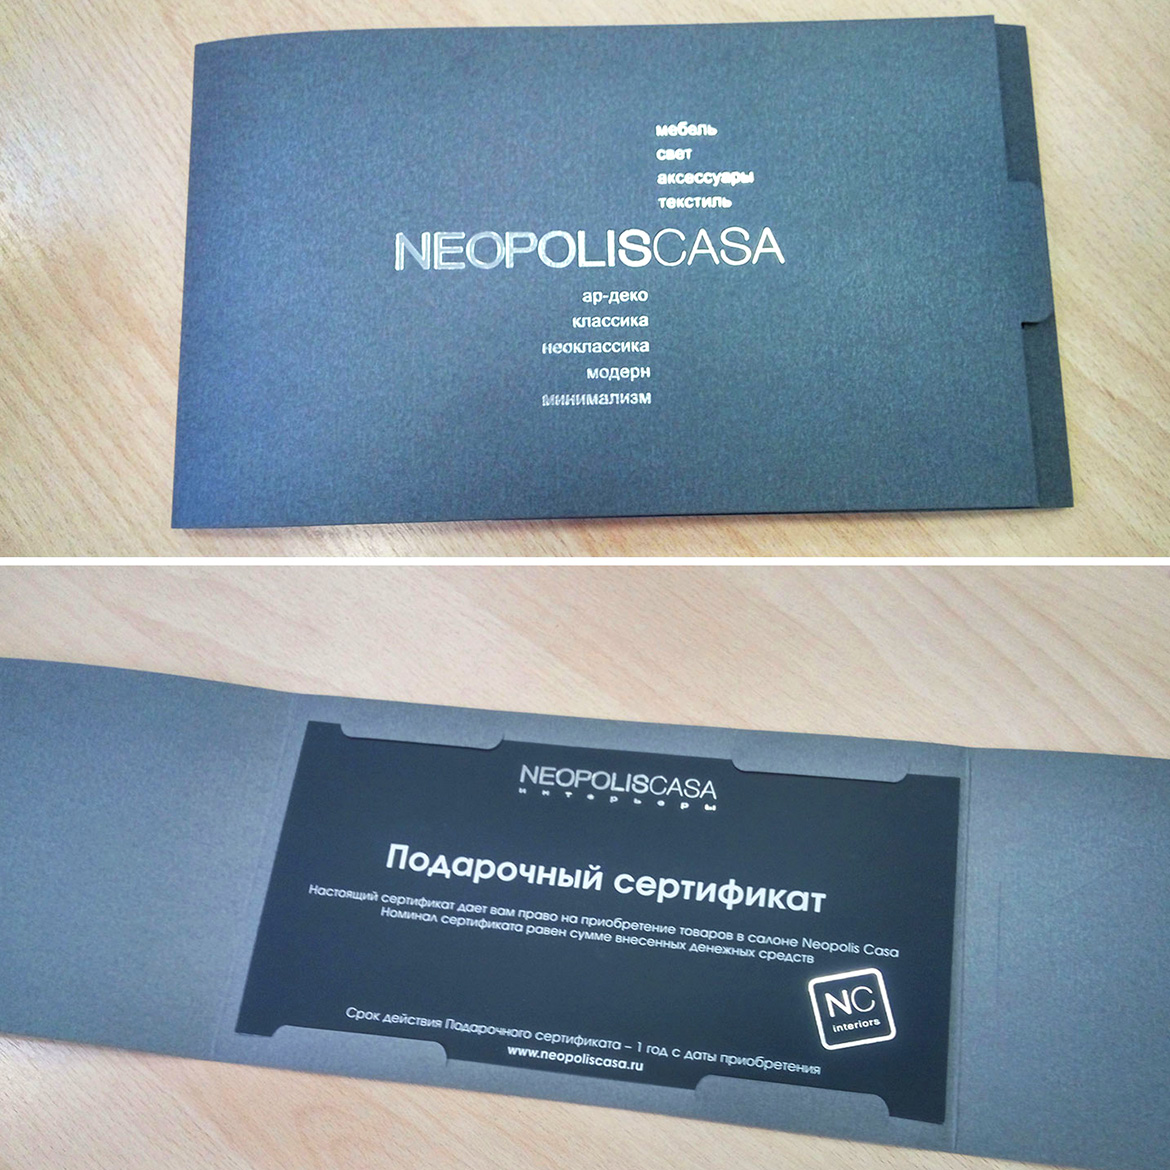 мебель
свет
аксессуары
текстиль
NEOPOLISCASA
ар-деко
классика
неоклассика
модерн
минимализм
NEOPOLISCASA
интерьеры
Подарочный сертификат
Настоящий сертификат дает вам право на приобретение товаров в салоне Neopolis Casa
Номинал сертификата равен сумме внесенных денежных средств
NC
interiors
Срок действия Подарочного сертификата – 1 год с даты приобретения
www.neopoliscasa.ru